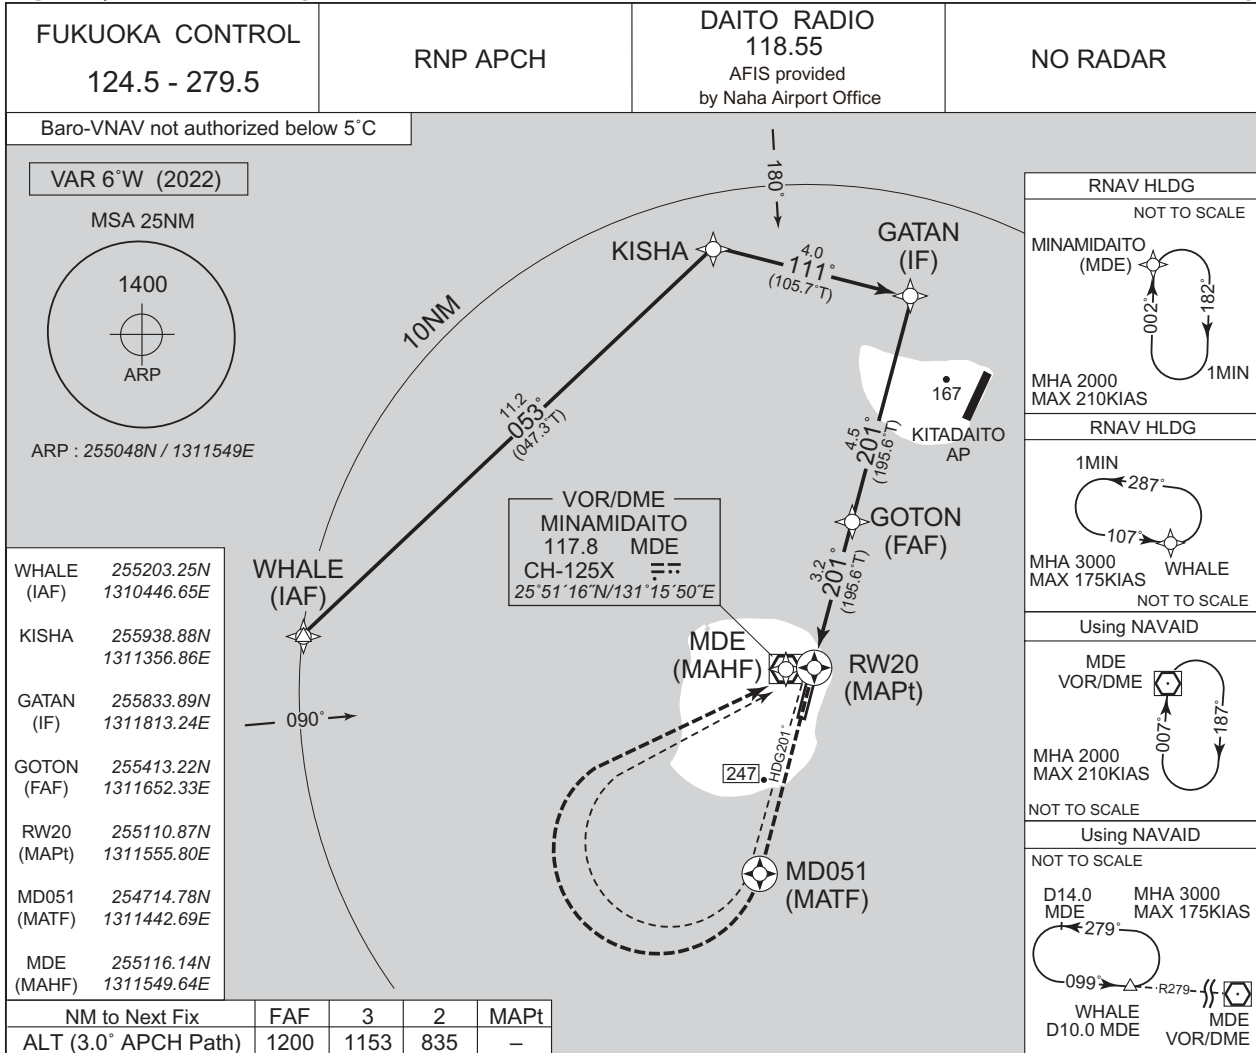 FUKUOKA CONTROL
124.5 - 279.5
RNP APCH
DAITO RADIO
118.55
AFIS provided
by Naha Airport Office
NO RADAR
Baro-VNAV not authorized below 5˚C
VAR 6˚W (2022)
MSA 25NM
1400
ARP
ARP : 255048N / 1311549E
10NM
180˚
090˚
KISHA
4.0
111˚
(105.7˚T)
GATAN
(IF)
11.2
053˚
(047.3˚T)
167
KITADAITO
AP
4.5
201˚
(195.6˚T)
GOTON
(FAF)
3.2
201˚
(195.6˚T)
VOR/DME
MINAMIDAITO
117.8 MDE
CH-125X
25˚51´16˝N/131˚15´50˝E
WHALE
(IAF)
MDE
(MAHF)
RW20
(MAPt)
HDG201˚
247
MD051
(MATF)
WHALE 255203.25N
(IAF) 1310446.65E
KISHA 255938.88N
1311356.86E
GATAN 255833.89N
(IF) 1311813.24E
GOTON 255413.22N
(FAF) 1311652.33E
RW20 255110.87N
(MAPt) 1311555.80E
MD051 254714.78N
(MATF) 1311442.69E
MDE 255116.14N
(MAHF) 1311549.64E
NM to Next Fix FAF 3 2 MAPt
ALT (3.0˚ APCH Path) 1200 1153 835 –
RNAV HLDG
NOT TO SCALE
MINAMIDAITO
(MDE)
002˚
182˚
1MIN
MHA 2000
MAX 210KIAS
RNAV HLDG
1MIN
287˚
107˚
MHA 3000
MAX 175KIAS
WHALE
NOT TO SCALE
Using NAVAID
MDE
VOR/DME
007˚
187˚
MHA 2000
MAX 210KIAS
NOT TO SCALE
Using NAVAID
NOT TO SCALE
D14.0
MDE
MHA 3000
MAX 175KIAS
279˚
099˚
R279
WHALE
D10.0 MDE
MDE
VOR/DME